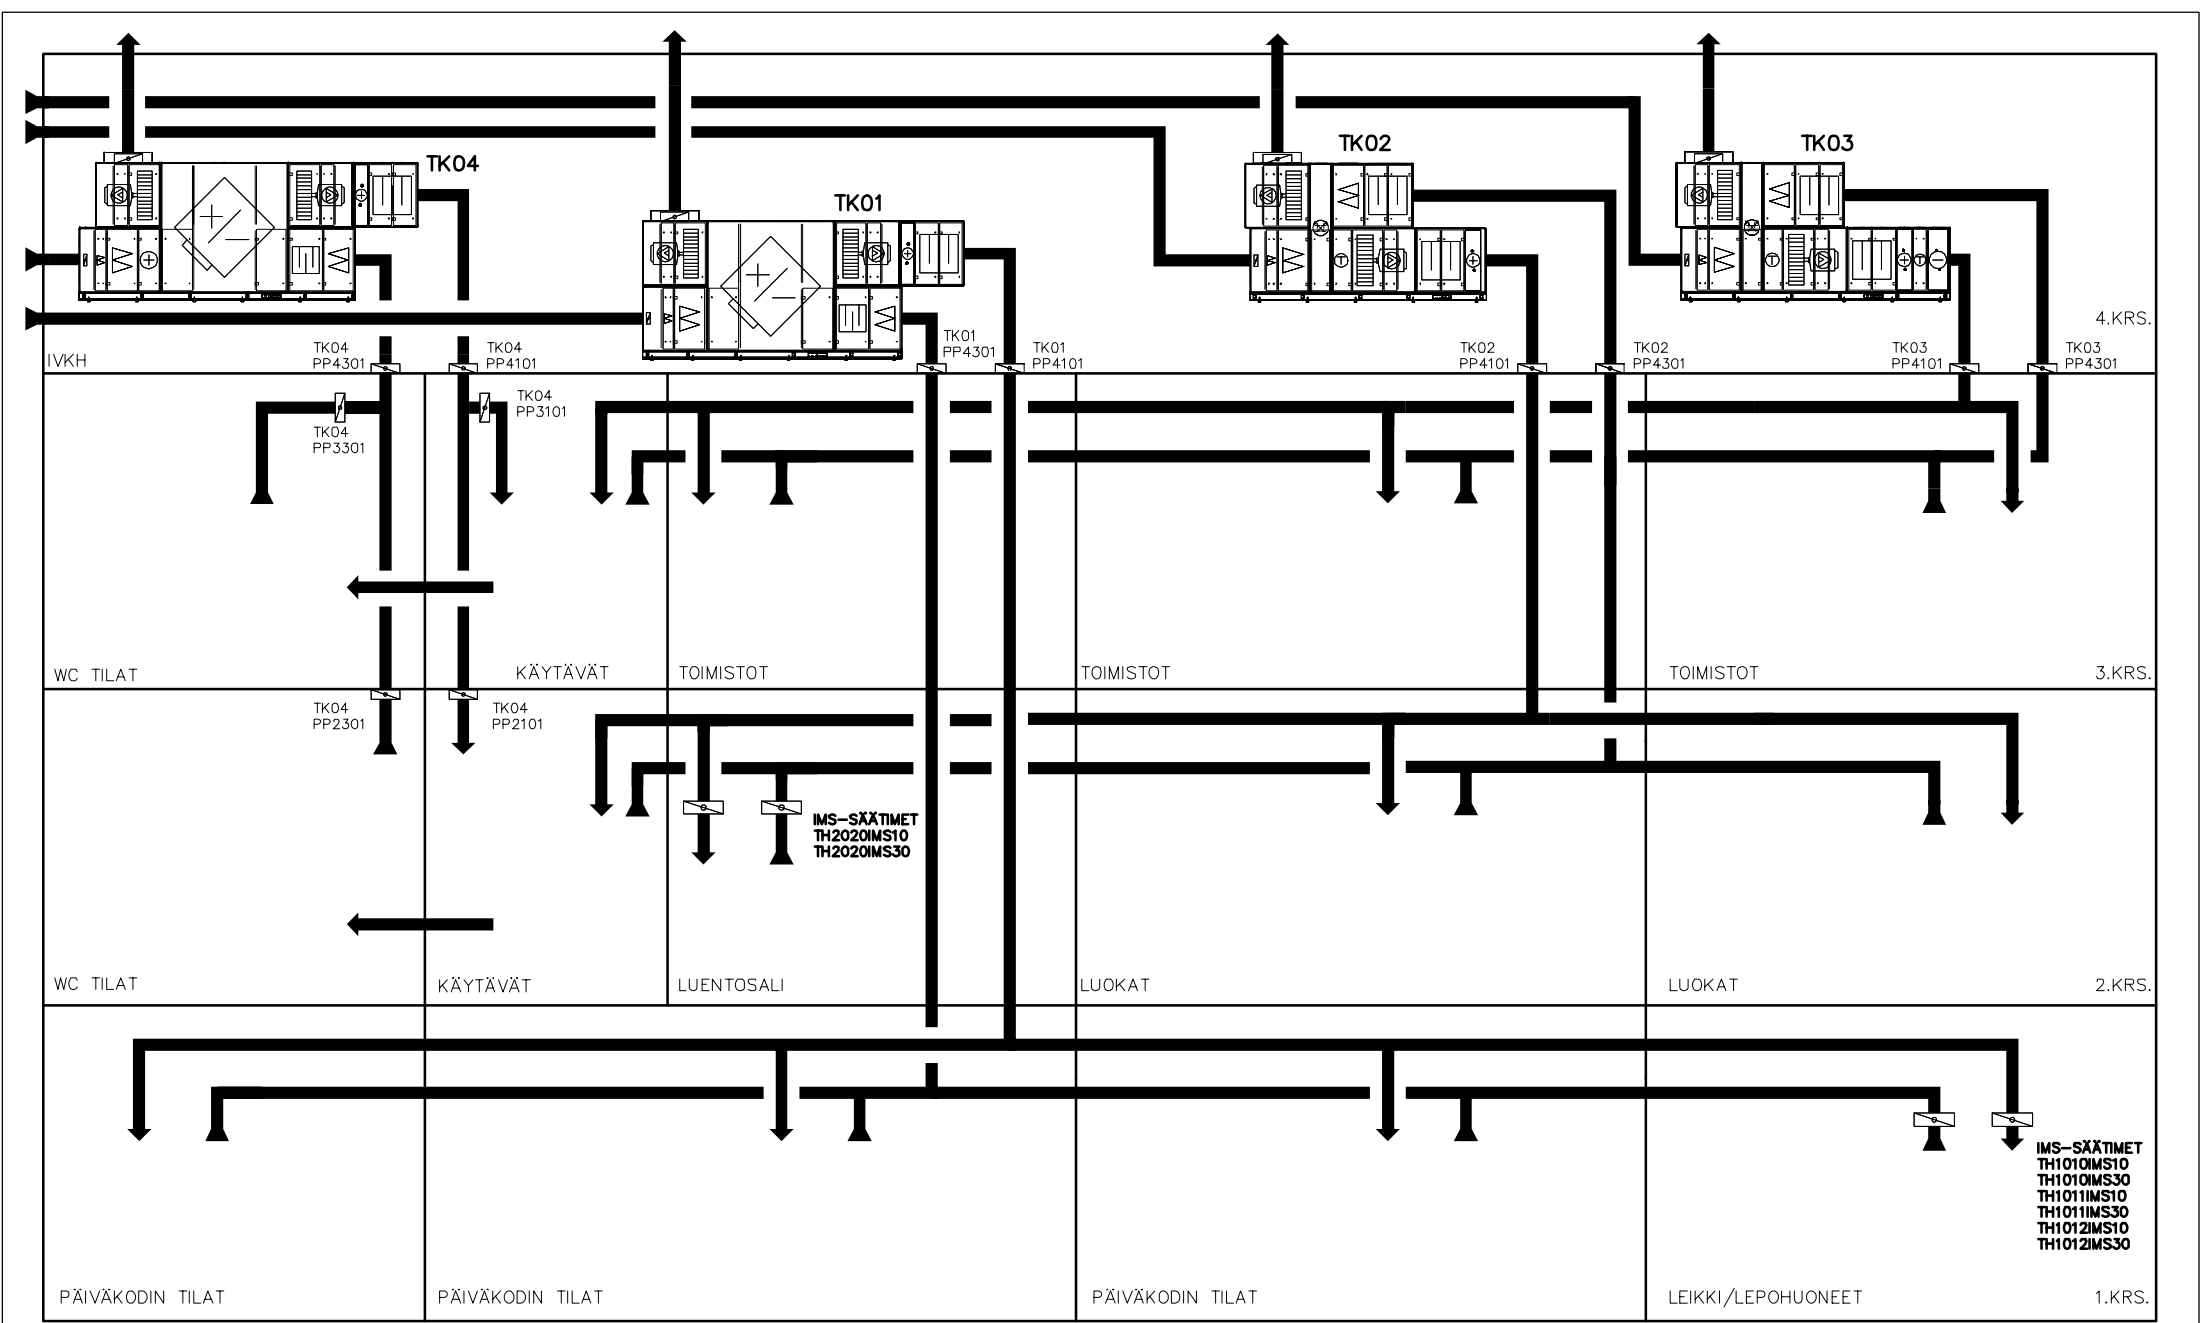 TK04
TK01
TK02
TK03
4.KRS.
IVKH
TK04
PP4301
TK04
PP4101
TK01
PP4301
TK01
PP4101
TK02
PP4101
TK02
PP4301
TK03
PP4101
TK03
PP4301
TK04
PP3301
TK04
PP3101
WC TILAT
KÄYTÄVÄT
TOIMISTOT
TOIMISTOT
TOIMISTOT
3.KRS.
TK04
PP2301
TK04
PP2101
IMS-SÄÄTIMET
TH2020IMS10
TH2020IMS30
WC TILAT
KÄYTÄVÄT
LUENTOSALI
LUOKAT
LUOKAT
2.KRS.
IMS-SÄÄTIMET
TH1010IMS10
TH1010IMS30
TH1011IMS10
TH1011IMS30
TH1012IMS10
TH1012IMS30
PÄIVÄKODIN TILAT
PÄIVÄKODIN TILAT
PÄIVÄKODIN TILAT
LEIKKI/LEPOHUONEET
1.KRS.